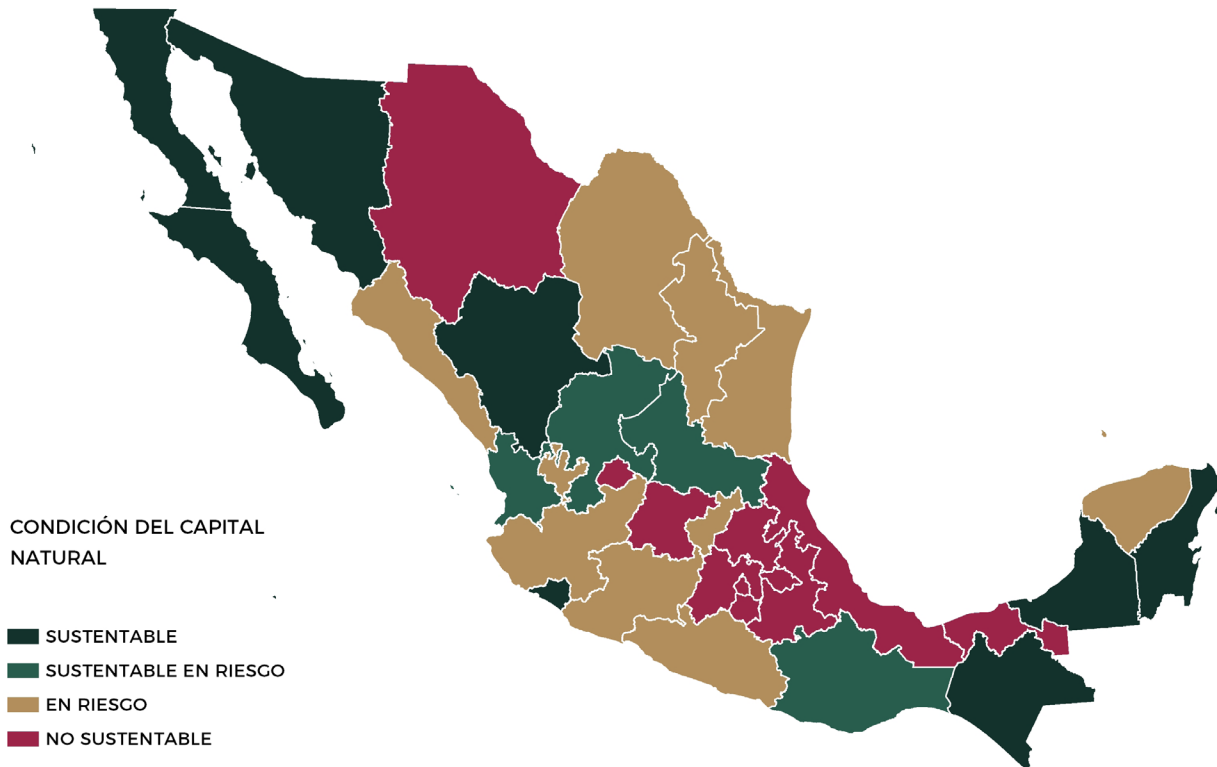 CONDICIÓN DEL CAPITAL
NATURAL
SUSTENTABLE
SUSTENTABLE EN RIESGO
EN RIESGO
NO SUSTENTABLE